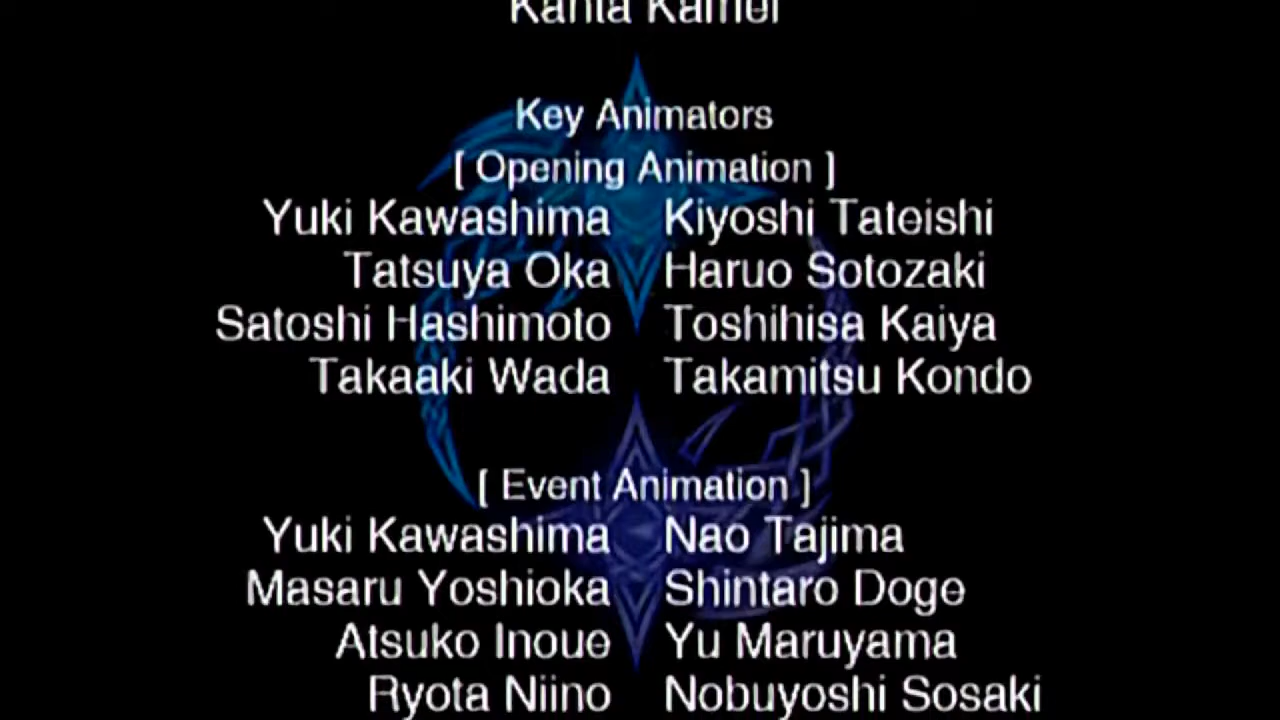 Kanta Kamei
Key Animators
[ Opening Animation ]
Yuki Kawashima Kiyoshi Tateishi
Tatsuya Oka Haruo Sotozaki
Satoshi Hashimoto Toshihisa Kaiya
Takaaki Wada Takamitsu Kondo
[ Event Animation ]
Yuki Kawashima Nao Tajima
Masaru Yoshioka Shintaro Doge
Atsuko Inoue Yu Maruyama
Ryota Niino Nobuyoshi Sosaki